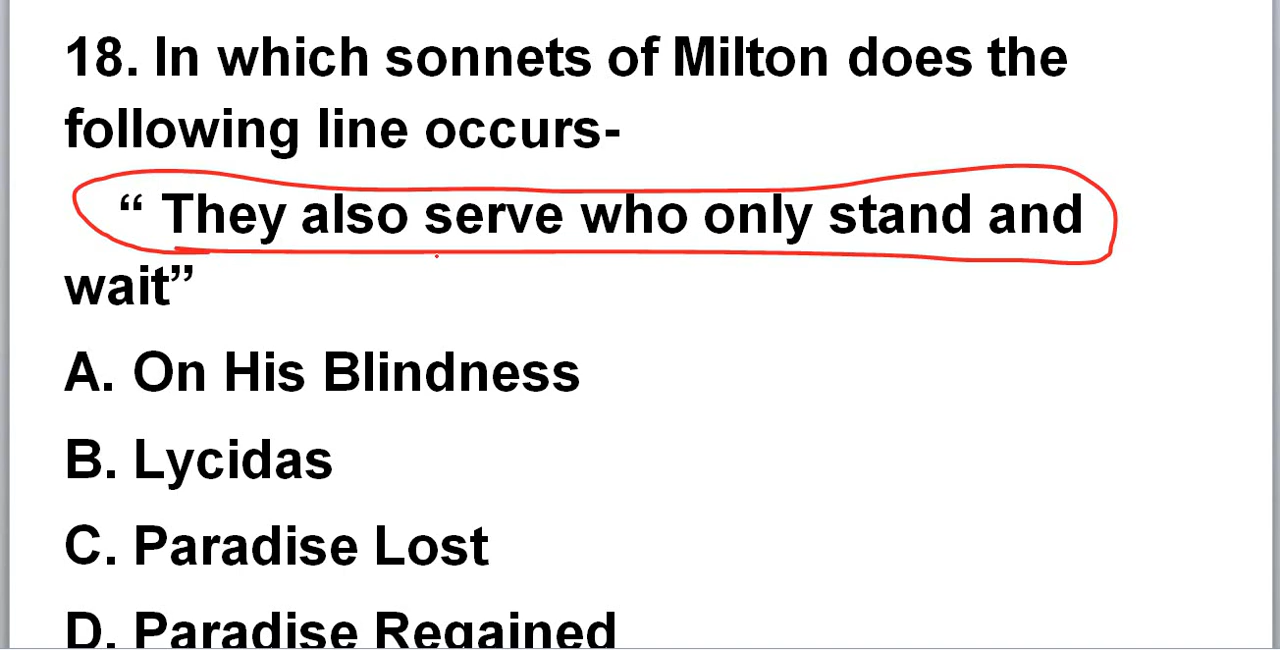 18. In which sonnets of Milton does the
following line occurs-
“ They also serve who only stand and
wait”
A. On His Blindness
B. Lycidas
C. Paradise Lost
D. Paradise Regained